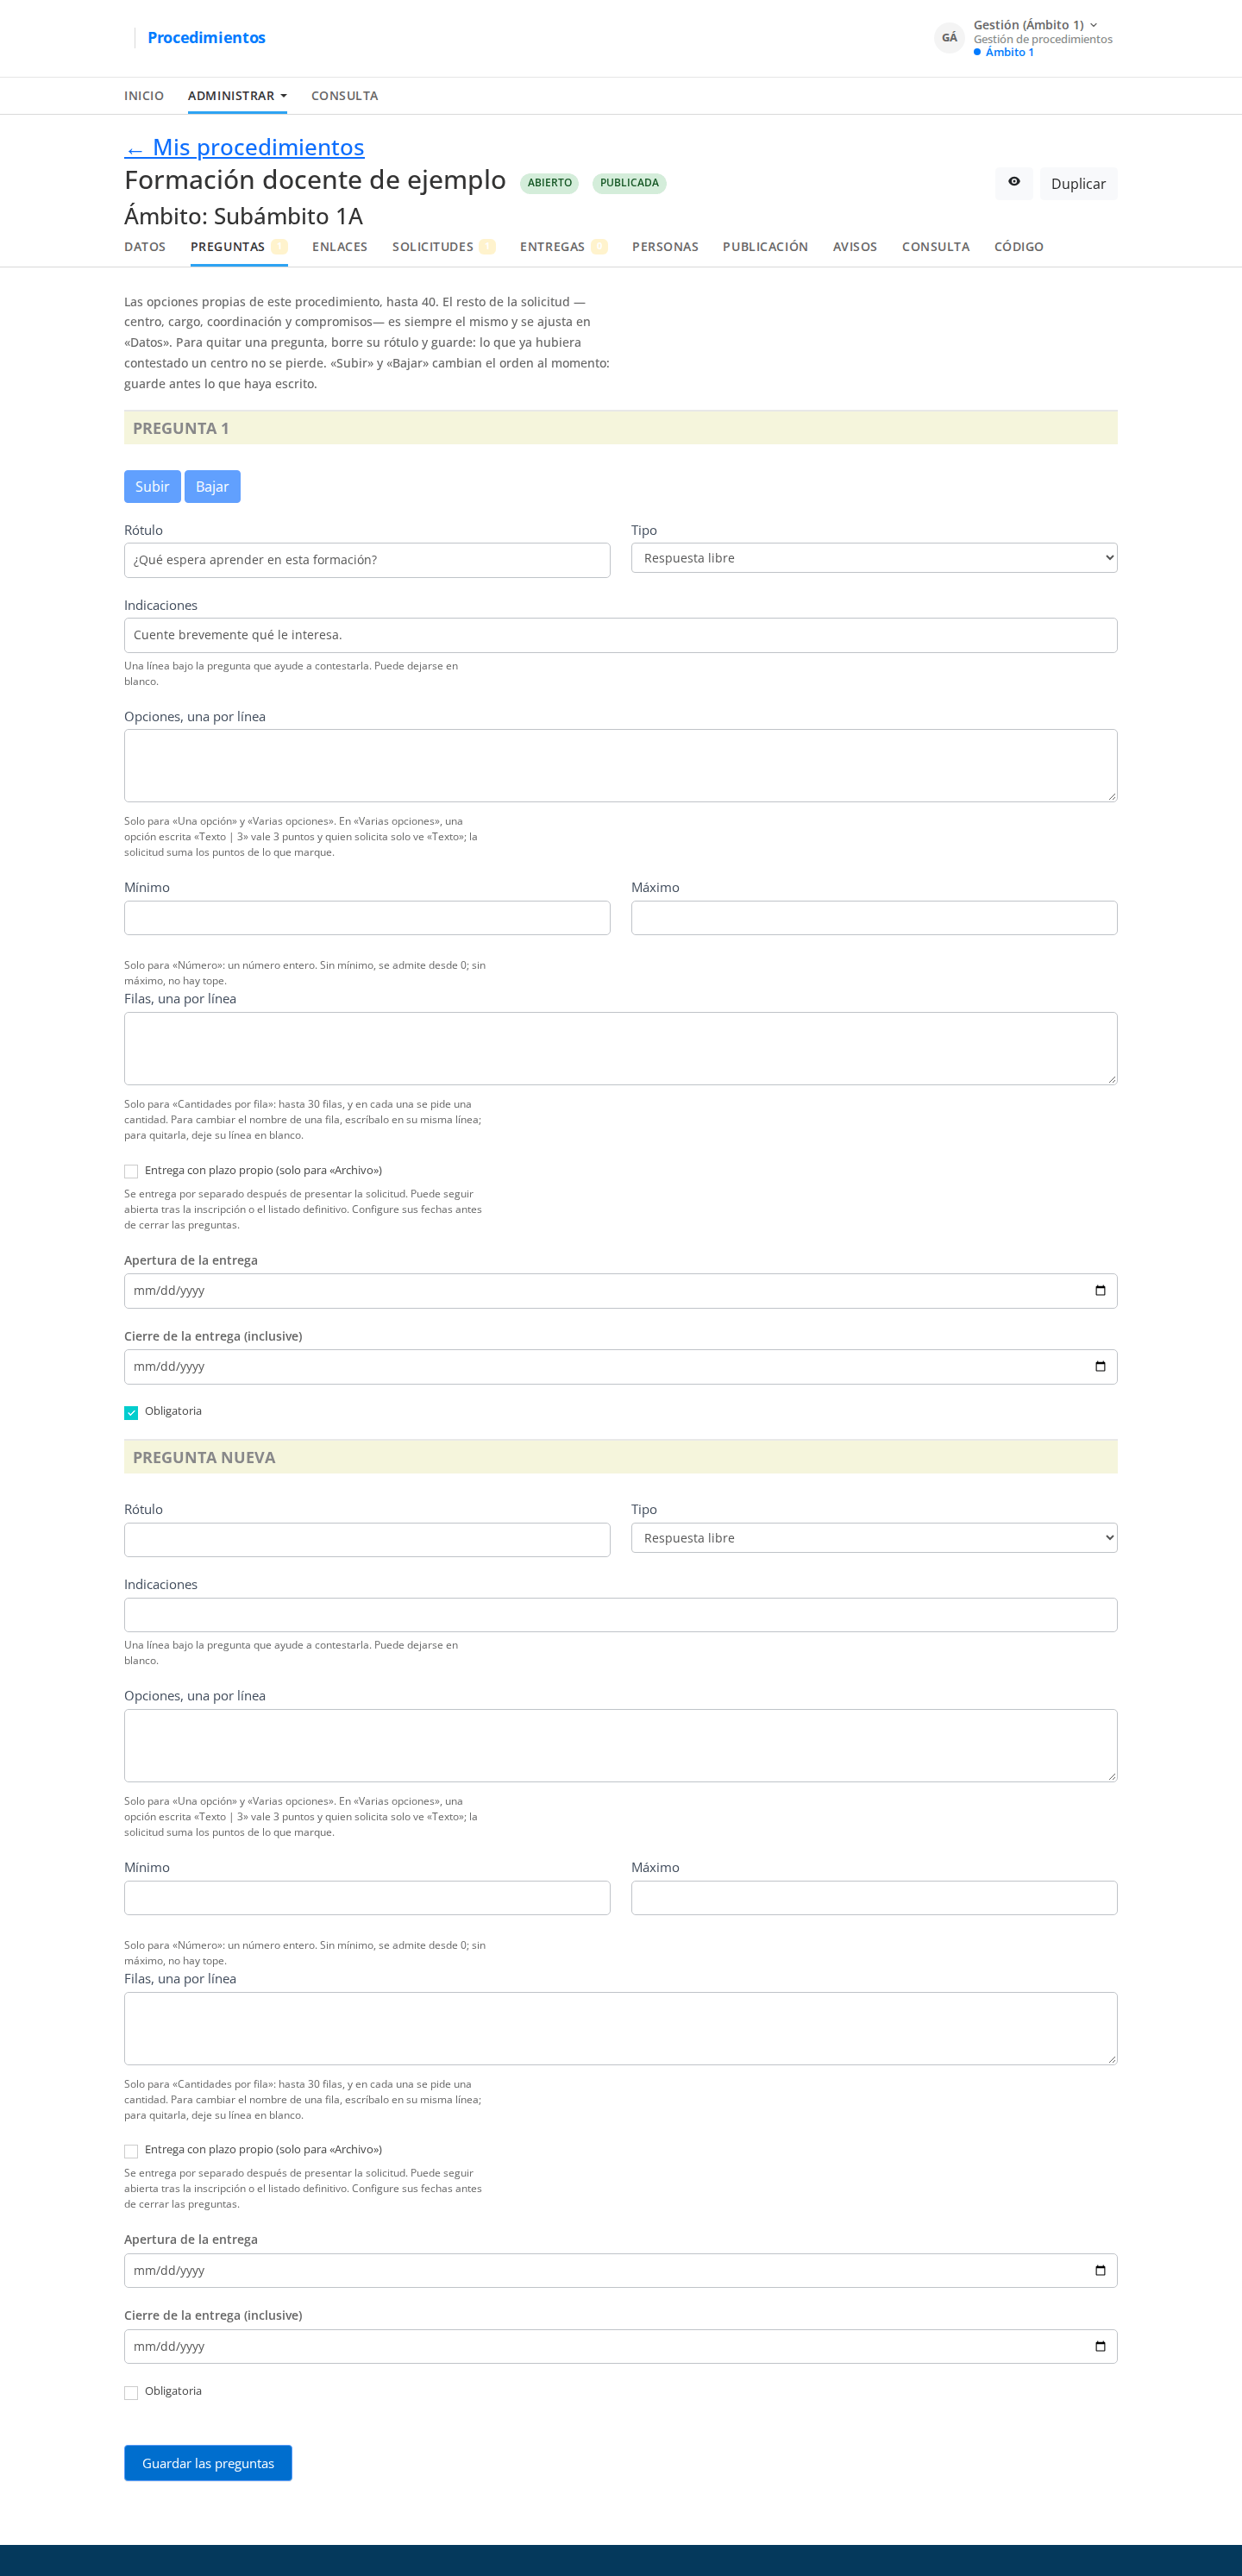 Procedimientos
GÁ
Gestión (Ámbito 1)
Gestión de procedimientos
Ámbito 1
INICIO
ADMINISTRAR
CONSULTA
← Mis procedimientos
Formación docente de ejemplo ABIERTO PUBLICADA
Duplicar
Ámbito: Subámbito 1A
DATOS PREGUNTAS 1 ENLACES SOLICITUDES 1 ENTREGAS 0 PERSONAS PUBLICACIÓN AVISOS CONSULTA CÓDIGO
Las opciones propias de este procedimiento, hasta 40. El resto de la solicitud —
centro, cargo, coordinación y compromisos— es siempre el mismo y se ajusta en
«Datos». Para quitar una pregunta, borre su rótulo y guarde: lo que ya hubiera
contestado un centro no se pierde. «Subir» y «Bajar» cambian el orden al momento:
guarde antes lo que haya escrito.
PREGUNTA 1
Subir Bajar
Rótulo Tipo
¿Qué espera aprender en esta formación? Respuesta libre
Indicaciones
Cuente brevemente qué le interesa.
Una línea bajo la pregunta que ayude a contestarla. Puede dejarse en
blanco.
Opciones, una por línea
Solo para «Una opción» y «Varias opciones». En «Varias opciones», una
opción escrita «Texto | 3» vale 3 puntos y quien solicita solo ve «Texto»; la
solicitud suma los puntos de lo que marque.
Mínimo Máximo
Solo para «Número»: un número entero. Sin mínimo, se admite desde 0; sin
máximo, no hay tope.
Filas, una por línea
Solo para «Cantidades por fila»: hasta 30 filas, y en cada una se pide una
cantidad. Para cambiar el nombre de una fila, escríbalo en su misma línea;
para quitarla, deje su línea en blanco.
Entrega con plazo propio (solo para «Archivo»)
Se entrega por separado después de presentar la solicitud. Puede seguir
abierta tras la inscripción o el listado definitivo. Configure sus fechas antes
de cerrar las preguntas.
Apertura de la entrega
mm/dd/yyyy
Cierre de la entrega (inclusive)
mm/dd/yyyy
Obligatoria
PREGUNTA NUEVA
Rótulo Tipo
Respuesta libre
Indicaciones
Una línea bajo la pregunta que ayude a contestarla. Puede dejarse en
blanco.
Opciones, una por línea
Solo para «Una opción» y «Varias opciones». En «Varias opciones», una
opción escrita «Texto | 3» vale 3 puntos y quien solicita solo ve «Texto»; la
solicitud suma los puntos de lo que marque.
Mínimo Máximo
Solo para «Número»: un número entero. Sin mínimo, se admite desde 0; sin
máximo, no hay tope.
Filas, una por línea
Solo para «Cantidades por fila»: hasta 30 filas, y en cada una se pide una
cantidad. Para cambiar el nombre de una fila, escríbalo en su misma línea;
para quitarla, deje su línea en blanco.
Entrega con plazo propio (solo para «Archivo»)
Se entrega por separado después de presentar la solicitud. Puede seguir
abierta tras la inscripción o el listado definitivo. Configure sus fechas antes
de cerrar las preguntas.
Apertura de la entrega
mm/dd/yyyy
Cierre de la entrega (inclusive)
mm/dd/yyyy
Obligatoria
Guardar las preguntas